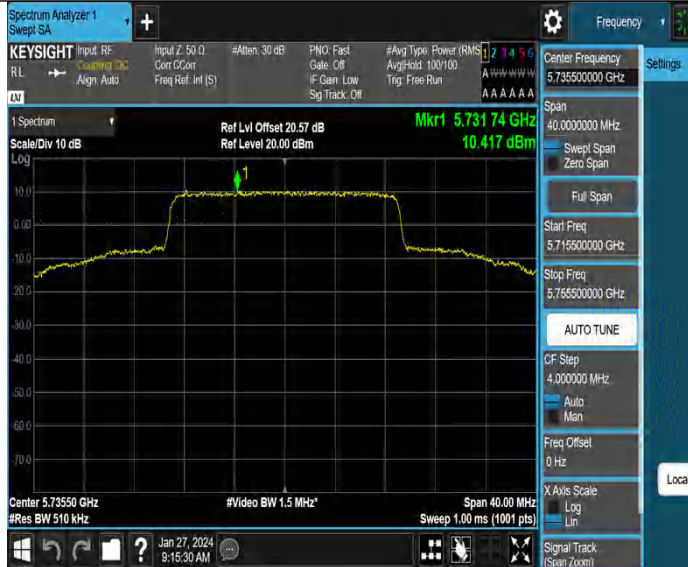 Spectrum Analyzer 1
Swept SA
+
Frequency
KEYSIGHT
RL
Input: RF
Coupling: DC
Align: Auto
Input Z: 50 Ω
Corr CCorr
Freq Ref: Int (S)
#Atten: 30 dB
PNO: Fast
Gate: Off
IF Gain: Low
Sig Track: Off
#Avg Type: Power (RMS
Avg|Hold: 100/100
Trig: Free Run
1 2 3 4 5 6
A W W W W W
A A A A A A
LXI
1 Spectrum
Scale/Div 10 dB
Log
Ref Lvl Offset 20.57 dB
Ref Level 20.00 dBm
Mkr1 5.731 74 GHz
10.417 dBm
1
10.0
0.00
-10.0
-20.0
-30.0
-40.0
-50.0
-60.0
-70.0
Center 5.73550 GHz
#Res BW 510 kHz
#Video BW 1.5 MHz*
Span 40.00 MHz
Sweep 1.00 ms (1001 pts)
?
Jan 27, 2024
9:15:30 AM
Center Frequency
5.735500000 GHz
Span
40.0000000 MHz
Swept Span
Zero Span
Full Span
Start Freq
5.715500000 GHz
Stop Freq
5.755500000 GHz
AUTO TUNE
CF Step
4.000000 MHz
Auto
Man
Freq Offset
0 Hz
X Axis Scale
Log
Lin
Signal Track
(Span Zoom)
Settings
Loca